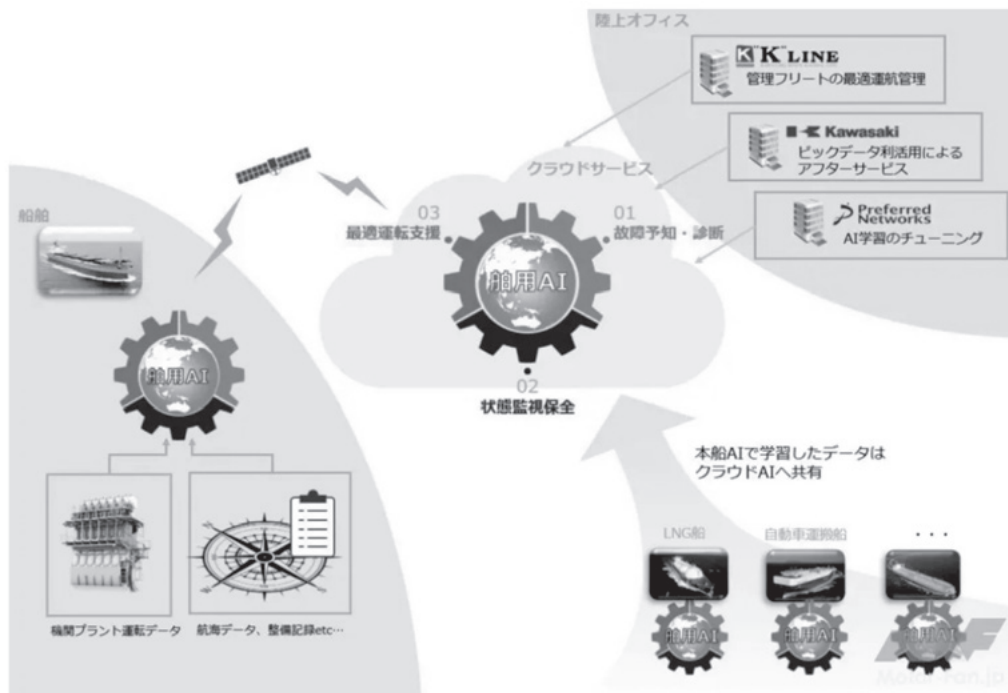 陸上オフィス
K "K" LINE
管理フリートの最適運航管理
Kawasaki
ビックデータ利活用による
アフターサービス
Preferred
Networks
AI学習のチューニング
クラウドサービス
03
最適運転支援
01
故障予知・診断
舶用AI
02
状態監視保全
船舶
舶用AI
機関プラント運転データ
航海データ、整備記録etc…
本船AIで学習したデータは
クラウドAIへ共有
LNG船
自動車運搬船
・・・
舶用AI
舶用AI
舶用AI
MF
Motor-Fan.jp